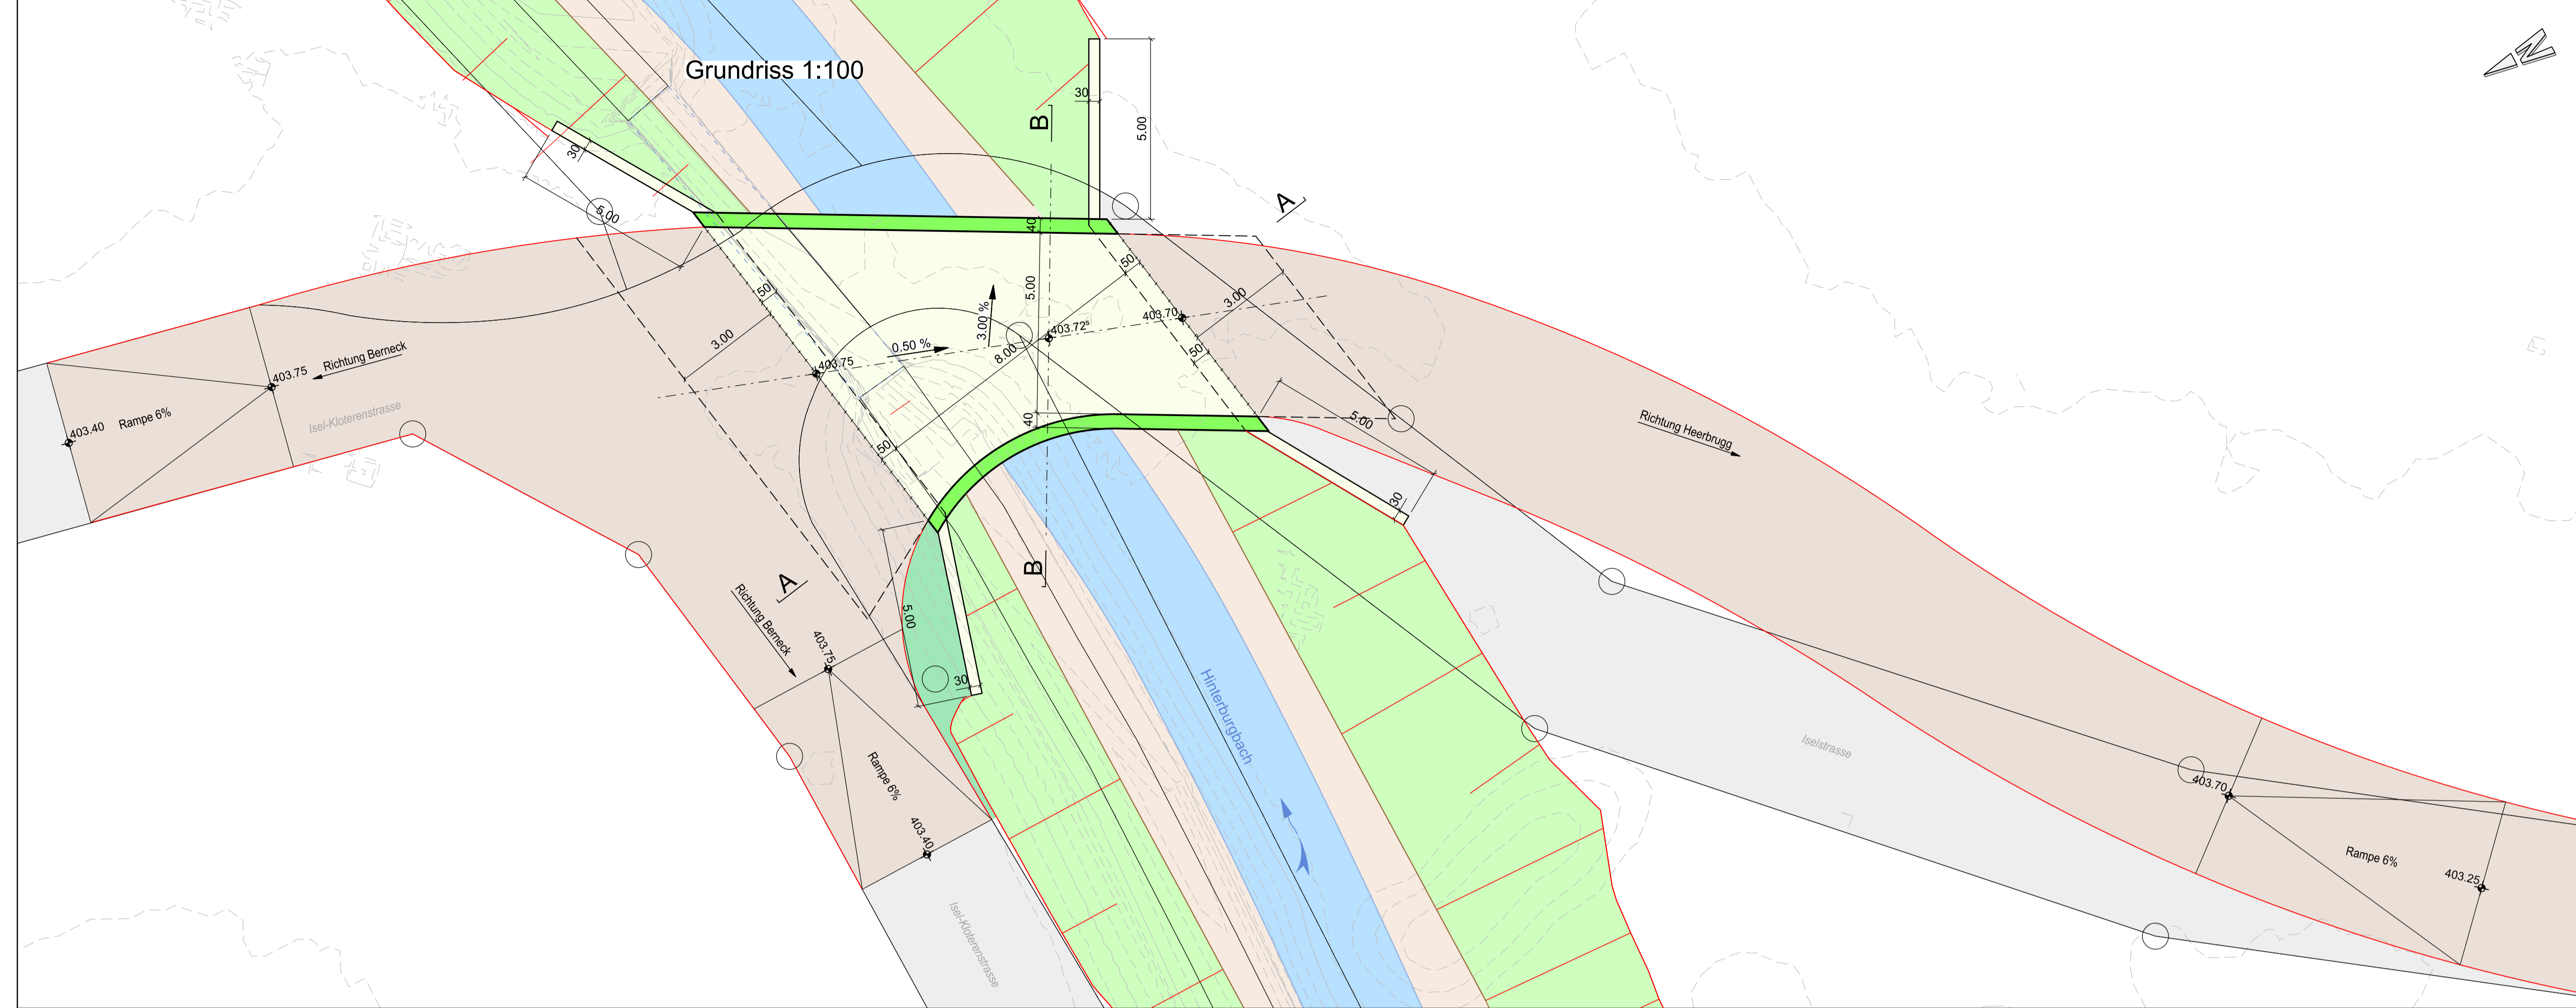 Grundriss 1:100
N
30
5.00
B
30
5.00
A
40
50
50
5.00
3.00
3.00 %
403.70
403.72⁵
3.00
0.50 %
8.00
50
403.75
Richtung Berneck
403.75
Isel-Kloterenstrasse
Rampe 6%
403.40
40
5.00
50
Richtung Heerbrugg
30
B
A
Richtung Berneck
5.00
403.75
30
Hinterburgbach
Iselstrasse
Rampe 6%
403.70
403.40
Rampe 6%
403.25
Isel-Kloterenstrasse